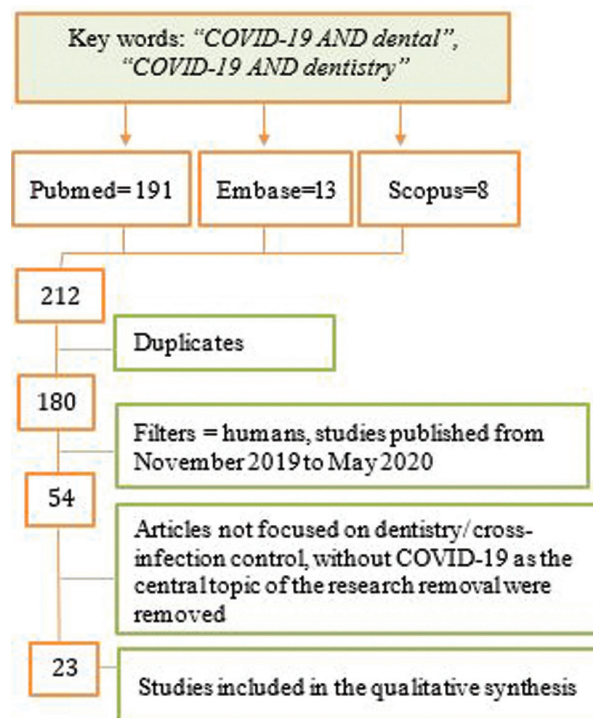 Key words: “COVID-19 AND dental”,
“COVID-19 AND dentistry”
Pubmed= 191
Embase=13
Scopus=8
212
Duplicates
180
Filters = humans, studies published from
November 2019 to May 2020
54
Articles not focused on dentistry/cross-
infection control, without COVID-19 as the
central topic of the research removal were
removed
23
Studies included in the qualitative synthesis